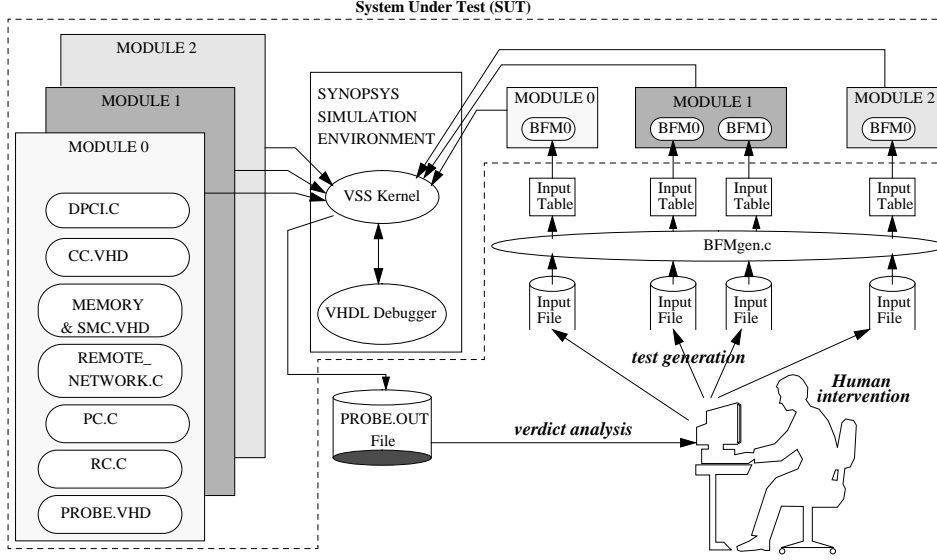 System Under Test (SUT)
MODULE 2
MODULE 1
MODULE 0
DPCI.C
CC.VHD
MEMORY
& SMC.VHD
REMOTE_
NETWORK.C
PC.C
RC.C
PROBE.VHD
SYNOPSYS
SIMULATION
ENVIRONMENT
VSS Kernel
VHDL Debugger
PROBE.OUT
File
MODULE 0
BFM0
MODULE 1
BFM0
BFM1
MODULE 2
BFM0
Input
Table
Input
Table
Input
Table
Input
Table
BFMgen.c
Input
File
Input
File
Input
File
Input
File
test generation
Human
intervention
verdict analysis